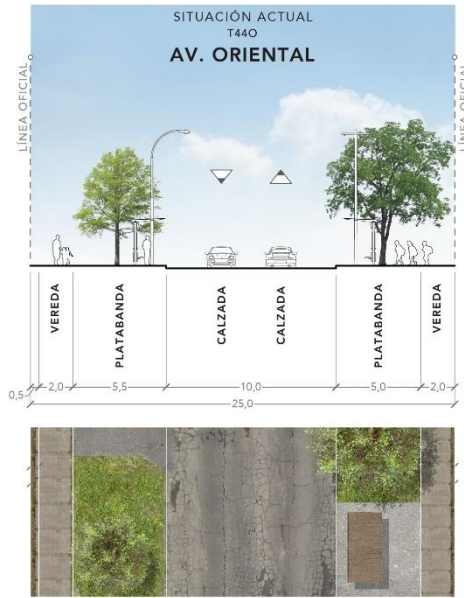 SITUACIÓN ACTUAL
T44O
AV. ORIENTAL
LÍNEA OFICIAL
LÍNEA OFICIAL
VEREDA
PLATABANDA
CALZADA
CALZADA
PLATABANDA
VEREDA
0,5
2,0
5,5
10,0
5,0
2,0
25,0